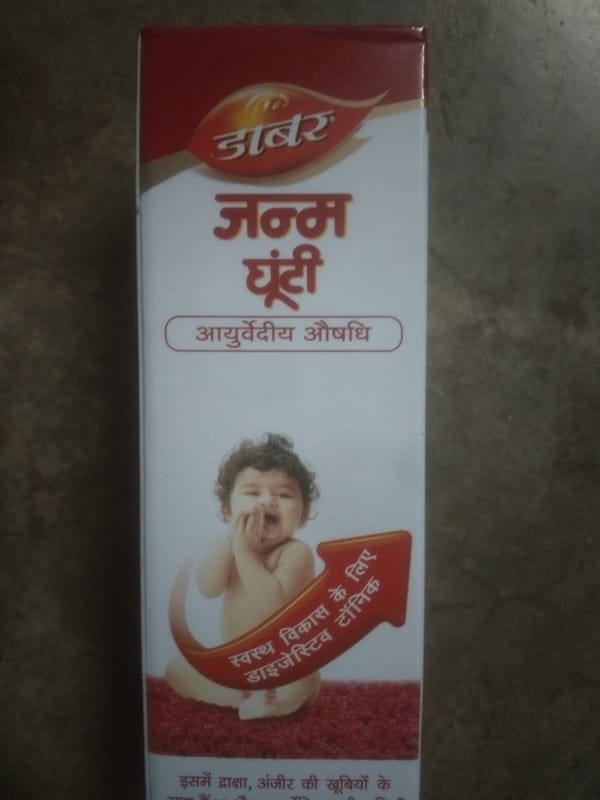 डाबर
जन्म
घूंटी
आयुर्वेदीय औषधि
स्वस्थ विकास के लिए
डाइजेस्टिव टॉनिक
इसमें द्राक्षा, अंजीर की खूबियों के